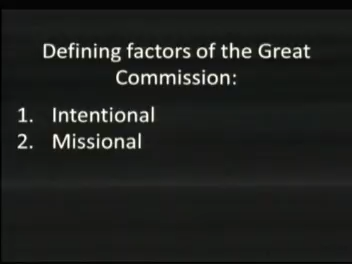 Defining factors of the Great
Commission:
1. Intentional
2. Missional